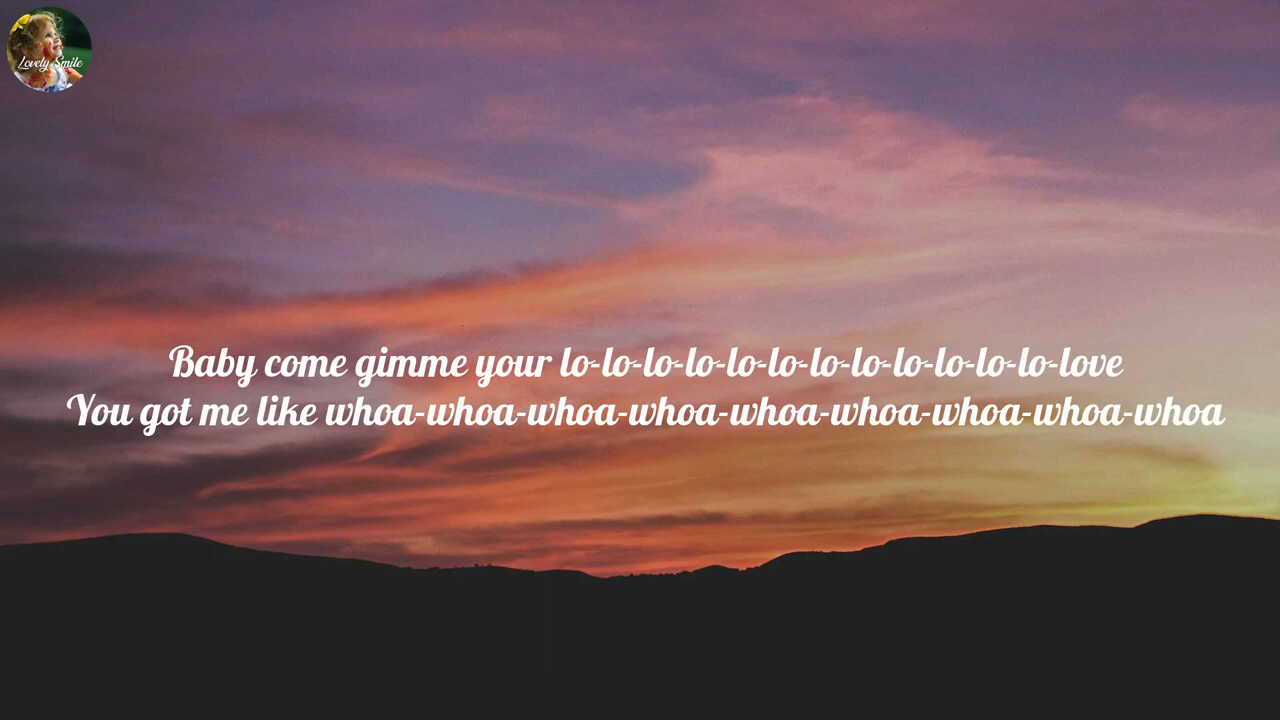 Lovely Smile
Baby come gimme your lo-lo-lo-lo-lo-lo-lo-lo-lo-lo-lo-lo-love
You got me like whoa-whoa-whoa-whoa-whoa-whoa-whoa-whoa-whoa